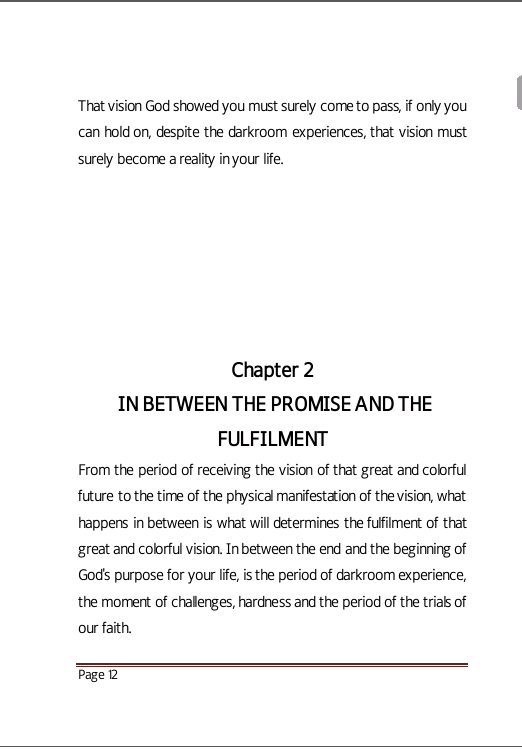 That vision God showed you must surely come to pass, if only you
can hold on, despite the darkroom experiences, that vision must
surely become a reality in your life.
Chapter 2
IN BETWEEN THE PROMISE AND THE
FULFILMENT
From the period of receiving the vision of that great and colorful
future to the time of the physical manifestation of the vision, what
happens in between is what will determines the fulfilment of that
great and colorful vision. In between the end and the beginning of
God's purpose for your life, is the period of darkroom experience,
the moment of challenges, hardness and the period of the trials of
our faith.
Page 12